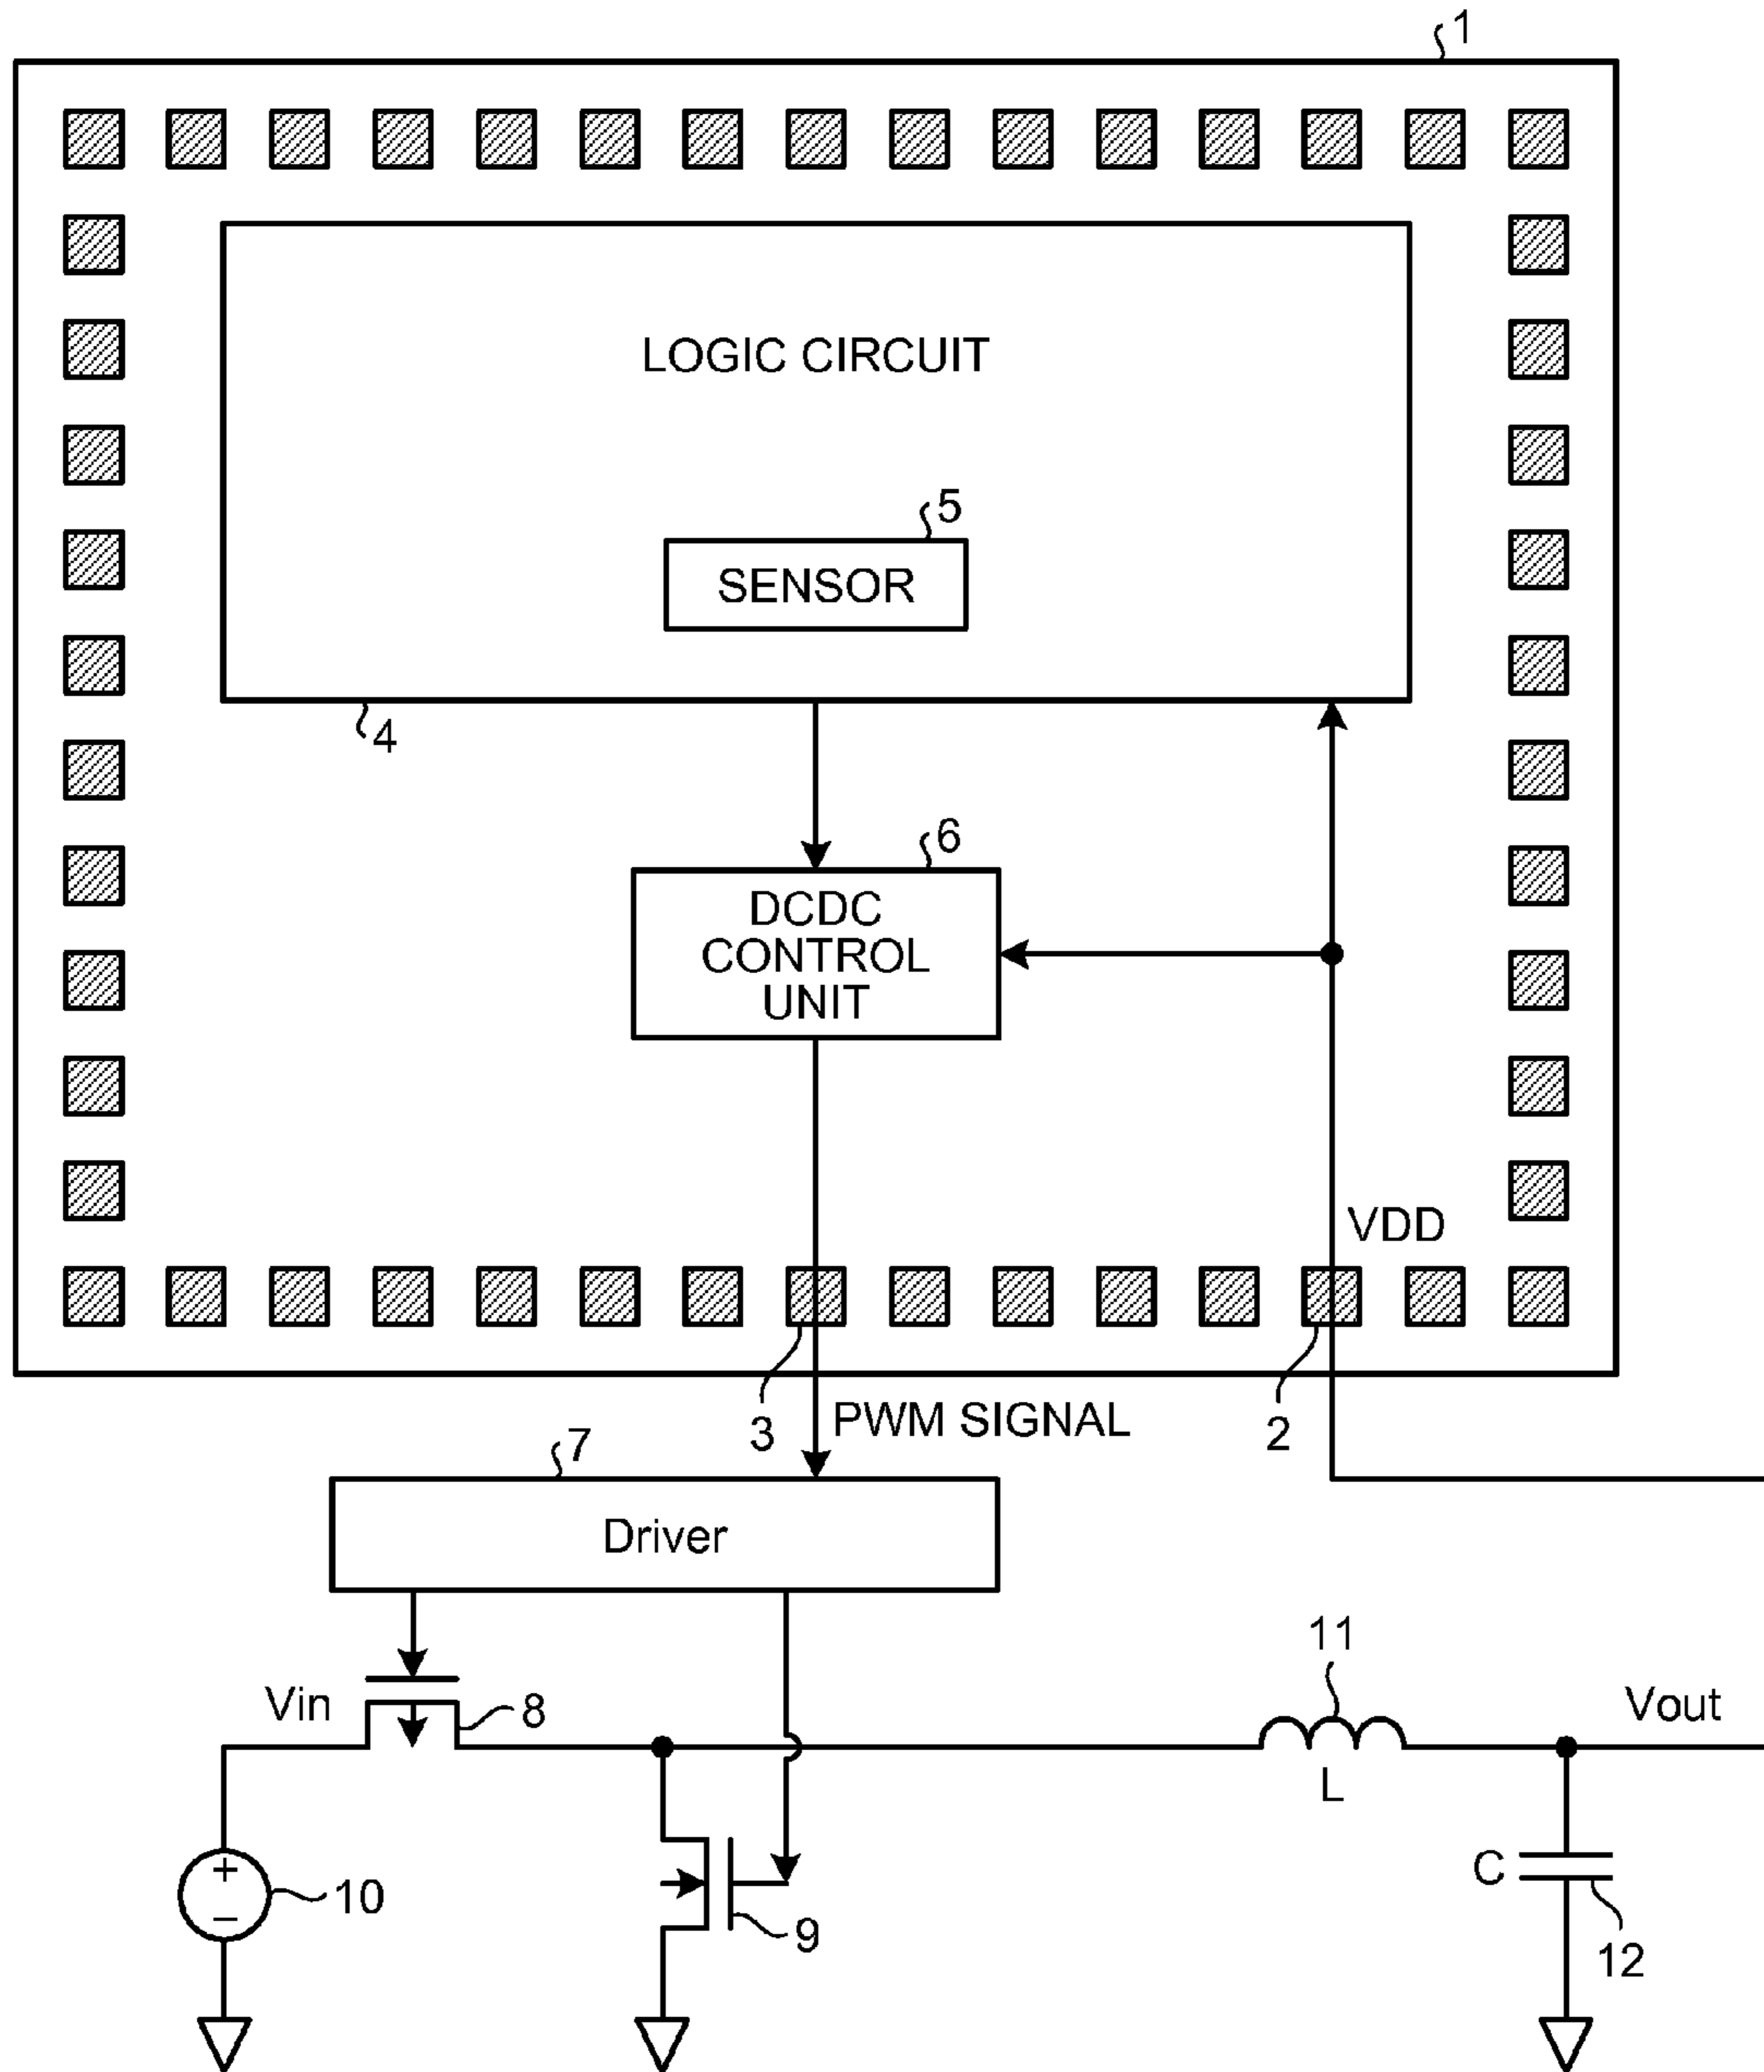 1
LOGIC CIRCUIT
5
SENSOR
4
6
DCDC
CONTROL
UNIT
VDD
3
PWM SIGNAL
2
7
Driver
11
Vin
8
Vout
L
+
−
10
9
C
12